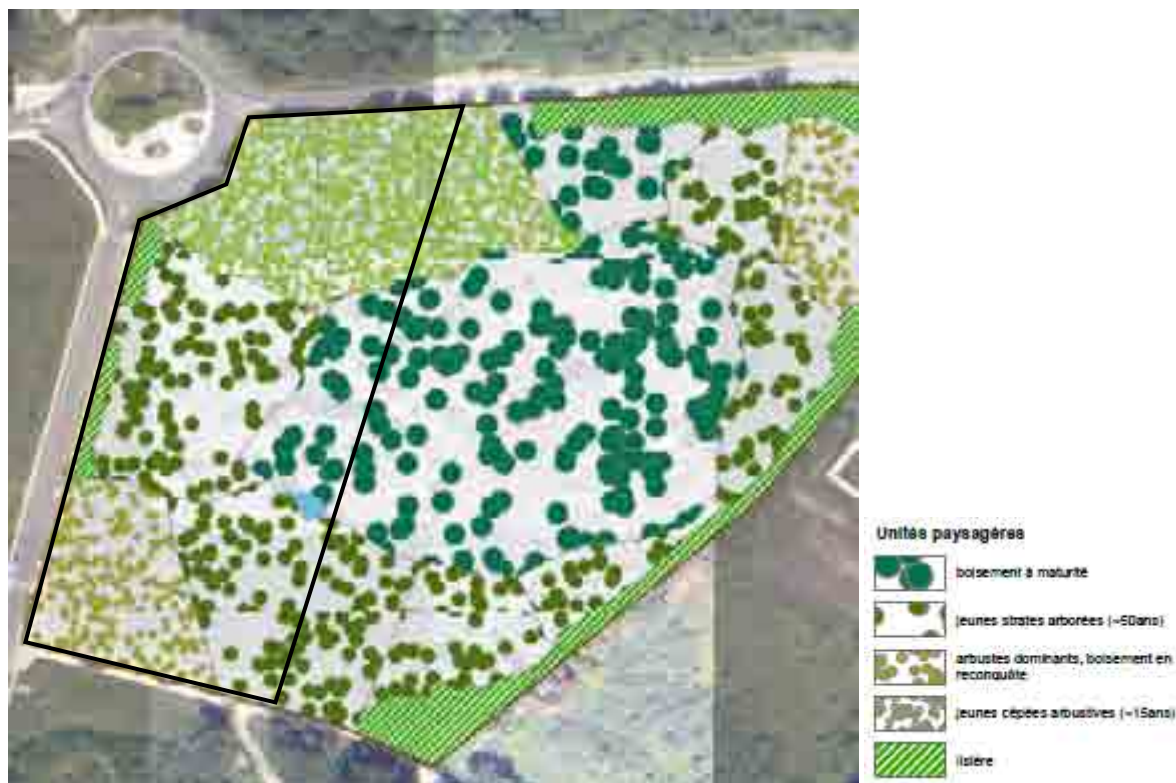 Unités paysagères
boisement à maturité
jeunes strates arborées (~50ans)
arbustes dominants, boisement en
reconquête
jeunes cépées arbustives (~15ans)
lisière